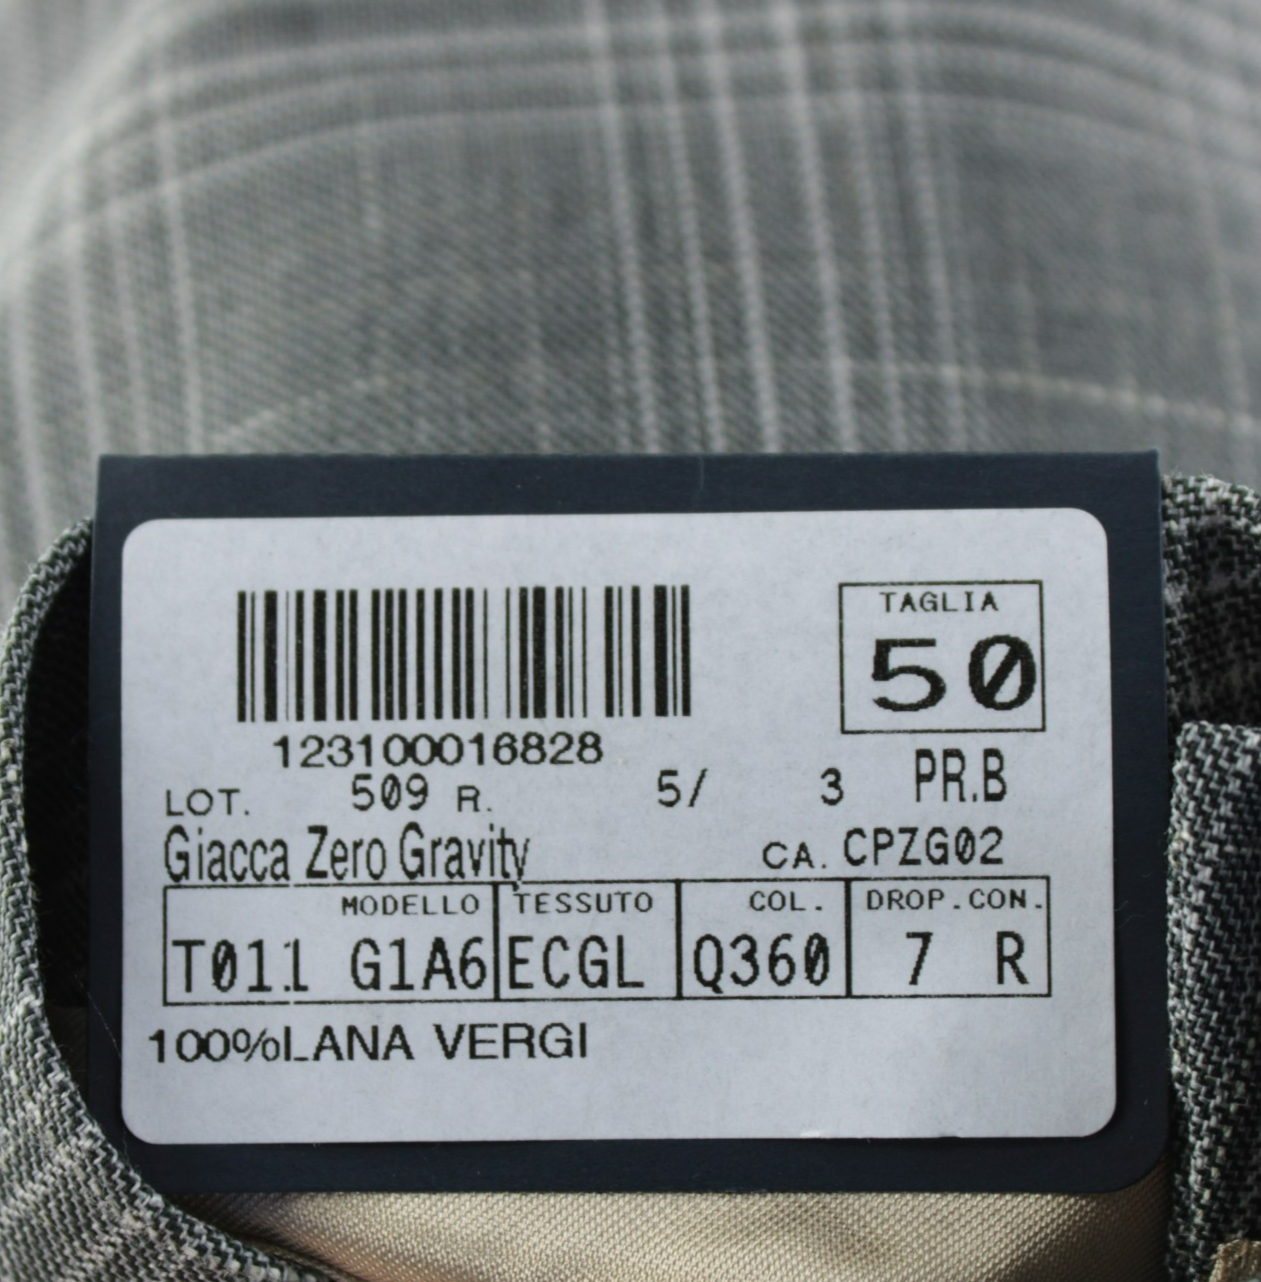 TAGLIA
50
123100016828
LOT. 509 R. 5/ 3 PR.B
Giacca Zero Gravity CA. CPZG02
MODELLO TESSUTO COL. DROP.CON.
T011 G1A6 ECGL Q360 7 R
100%LANA VERGI